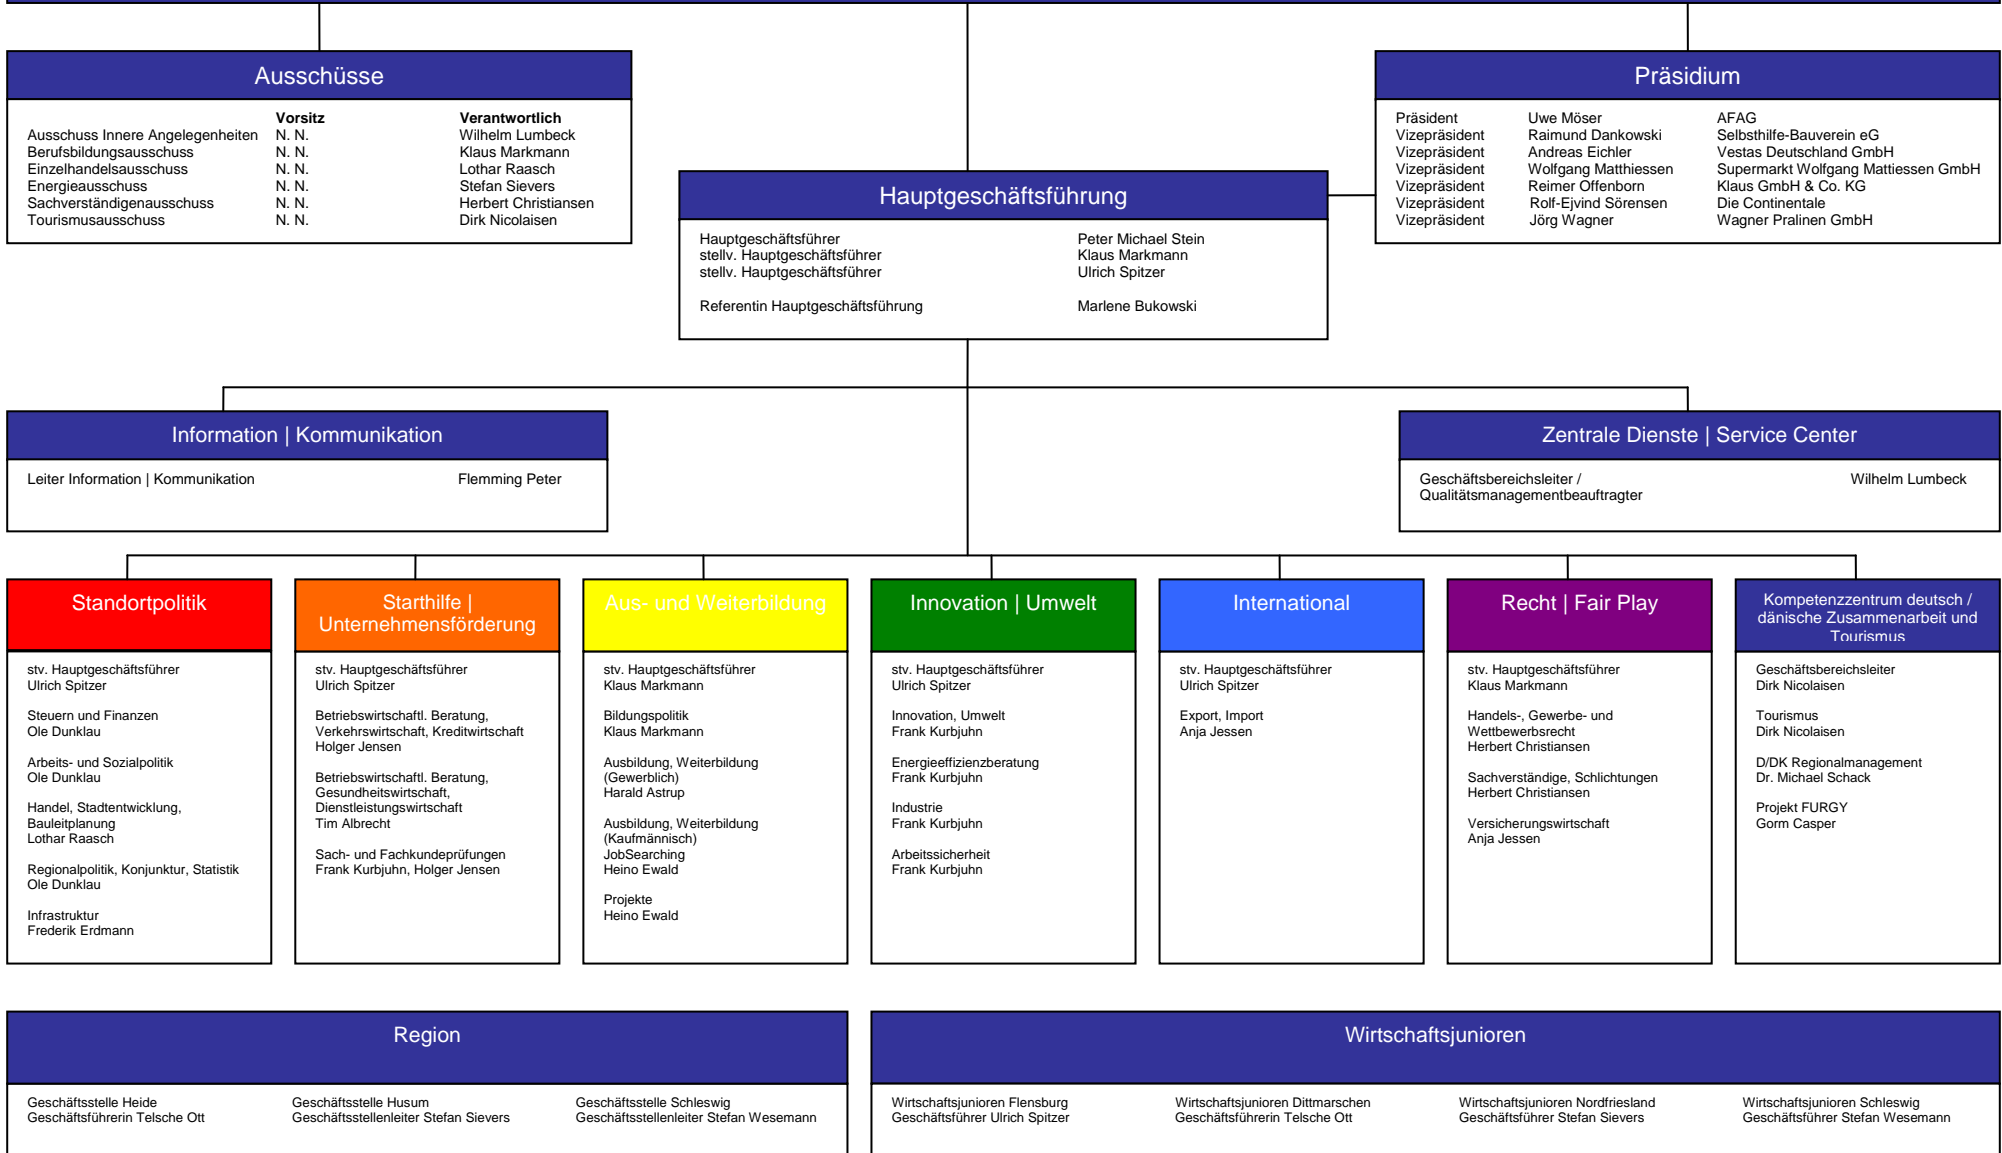 Ausschüsse
Vorsitz Verantwortlich
Ausschuss Innere Angelegenheiten N. N. Wilhelm Lumbeck
Berufsbildungsausschuss N. N. Klaus Markmann
Einzelhandelsausschuss N. N. Lothar Raasch
Energieausschuss N. N. Stefan Sievers
Sachverständigenausschuss N. N. Herbert Christiansen
Tourismusausschuss N. N. Dirk Nicolaisen
Präsidium
Präsident Uwe Möser AFAG
Vizepräsident Raimund Dankowski Selbsthilfe-Bauverein eG
Vizepräsident Andreas Eichler Vestas Deutschland GmbH
Vizepräsident Wolfgang Matthiessen Supermarkt Wolfgang Mattiessen GmbH
Vizepräsident Reimer Offenborn Klaus GmbH & Co. KG
Vizepräsident Rolf-Ejvind Sörensen Die Continentale
Vizepräsident Jörg Wagner Wagner Pralinen GmbH
Hauptgeschäftsführung
Hauptgeschäftsführer Peter Michael Stein
stellv. Hauptgeschäftsführer Klaus Markmann
stellv. Hauptgeschäftsführer Ulrich Spitzer
Referentin Hauptgeschäftsführung Marlene Bukowski
Information | Kommunikation
Leiter Information | Kommunikation Flemming Peter
Zentrale Dienste | Service Center
Geschäftsbereichsleiter / Wilhelm Lumbeck
Qualitätsmanagementbeauftragter
Standortpolitik
stv. Hauptgeschäftsführer
Ulrich Spitzer
Steuern und Finanzen
Ole Dunklau
Arbeits- und Sozialpolitik
Ole Dunklau
Handel, Stadtentwicklung,
Bauleitplanung
Lothar Raasch
Regionalpolitik, Konjunktur, Statistik
Ole Dunklau
Infrastruktur
Frederik Erdmann
Starthilfe |
Unternehmensförderung
stv. Hauptgeschäftsführer
Ulrich Spitzer
Betriebswirtschaftl. Beratung,
Verkehrswirtschaft, Kreditwirtschaft
Holger Jensen
Betriebswirtschaftl. Beratung,
Gesundheitswirtschaft,
Dienstleistungswirtschaft
Tim Albrecht
Sach- und Fachkundeprüfungen
Frank Kurbjuhn, Holger Jensen
Aus- und Weiterbildung
stv. Hauptgeschäftsführer
Klaus Markmann
Bildungspolitik
Klaus Markmann
Ausbildung, Weiterbildung
(Gewerblich)
Harald Astrup
Ausbildung, Weiterbildung
(Kaufmännisch)
JobSearching
Heino Ewald
Projekte
Heino Ewald
Innovation | Umwelt
stv. Hauptgeschäftsführer
Ulrich Spitzer
Innovation, Umwelt
Frank Kurbjuhn
Energieeffizienzberatung
Frank Kurbjuhn
Industrie
Frank Kurbjuhn
Arbeitssicherheit
Frank Kurbjuhn
International
stv. Hauptgeschäftsführer
Ulrich Spitzer
Export, Import
Anja Jessen
Recht | Fair Play
stv. Hauptgeschäftsführer
Klaus Markmann
Handels-, Gewerbe- und
Wettbewerbsrecht
Herbert Christiansen
Sachverständige, Schlichtungen
Herbert Christiansen
Versicherungswirtschaft
Anja Jessen
Kompetenzzentrum deutsch /
dänische Zusammenarbeit und
Tourismus
Geschäftsbereichsleiter
Dirk Nicolaisen
Tourismus
Dirk Nicolaisen
D/DK Regionalmanagement
Dr. Michael Schack
Projekt FURGY
Gorm Casper
Region
Geschäftsstelle Heide Geschäftsstelle Husum Geschäftsstelle Schleswig
Geschäftsführerin Telsche Ott Geschäftsstellenleiter Stefan Sievers Geschäftsstellenleiter Stefan Wesemann
Wirtschaftsjunioren
Wirtschaftsjunioren Flensburg Wirtschaftsjunioren Dittmarschen Wirtschaftsjunioren Nordfriesland Wirtschaftsjunioren Schleswig
Geschäftsführer Ulrich Spitzer Geschäftsführerin Telsche Ott Geschäftsführer Stefan Sievers Geschäftsführer Stefan Wesemann